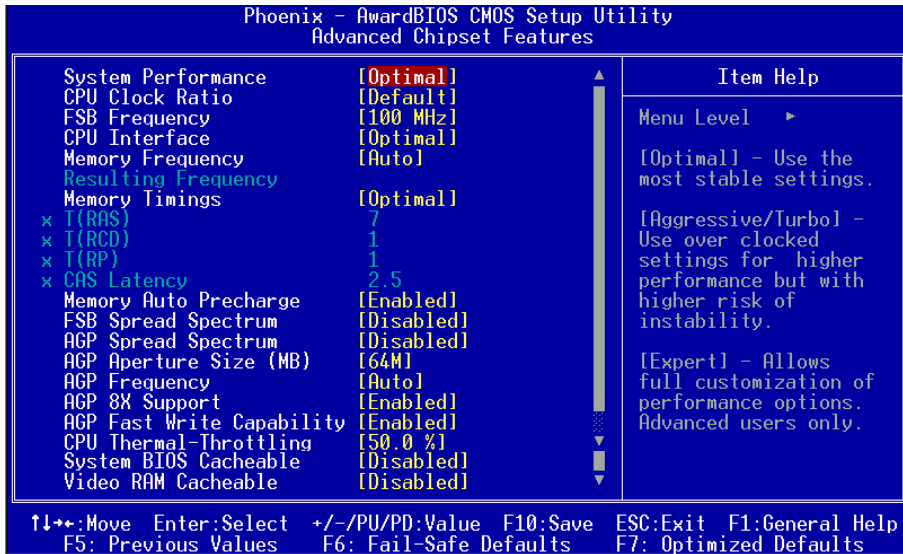 Phoenix - AwardBIOS CMOS Setup Utility
Advanced Chipset Features
System Performance [Optimal]
CPU Clock Ratio [Default]
FSB Frequency [100 MHz]
CPU Interface [Optimal]
Memory Frequency [Auto]
Resulting Frequency
Memory Timings [Optimal]
x T(RAS) 7
x T(RCD) 1
x T(RP) 1
x CAS Latency 2.5
Memory Auto Precharge [Enabled]
FSB Spread Spectrum [Disabled]
AGP Spread Spectrum [Disabled]
AGP Aperture Size (MB) [64M]
AGP Frequency [Auto]
AGP 8X Support [Enabled]
AGP Fast Write Capability [Enabled]
CPU Thermal-Throttling [50.0 %]
System BIOS Cacheable [Disabled]
Video RAM Cacheable [Disabled]
Item Help
Menu Level ►
[Optimal] - Use the
most stable settings.
[Aggressive/Turbo] -
Use over clocked
settings for higher
performance but with
higher risk of
instability.
[Expert] - Allows
full customization of
performance options.
Advanced users only.
↑↓→←:Move Enter:Select +/-/PU/PD:Value F10:Save ESC:Exit F1:General Help
F5: Previous Values F6: Fail-Safe Defaults F7: Optimized Defaults